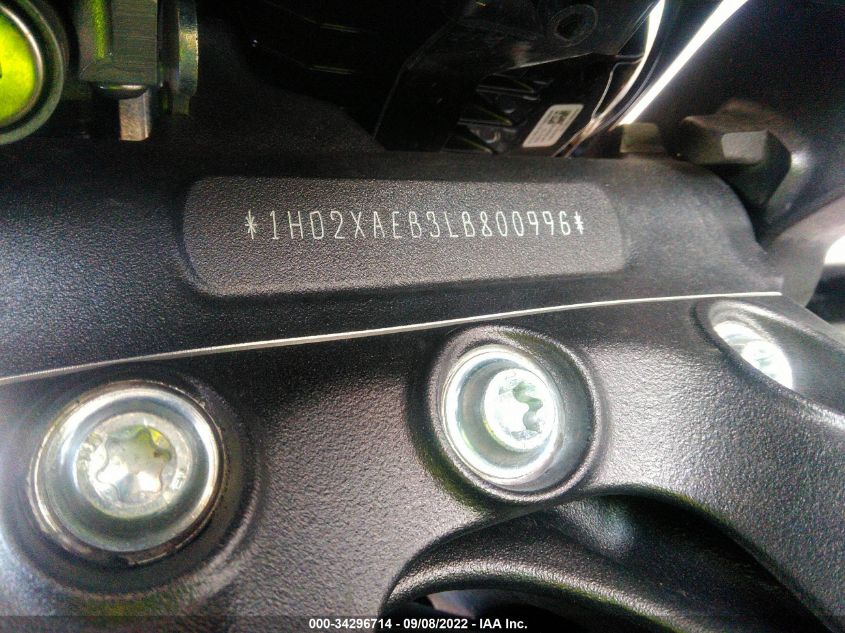 *1HD2XAEB3LB800996*
000-34296714 - 09/08/2022 - IAA Inc.